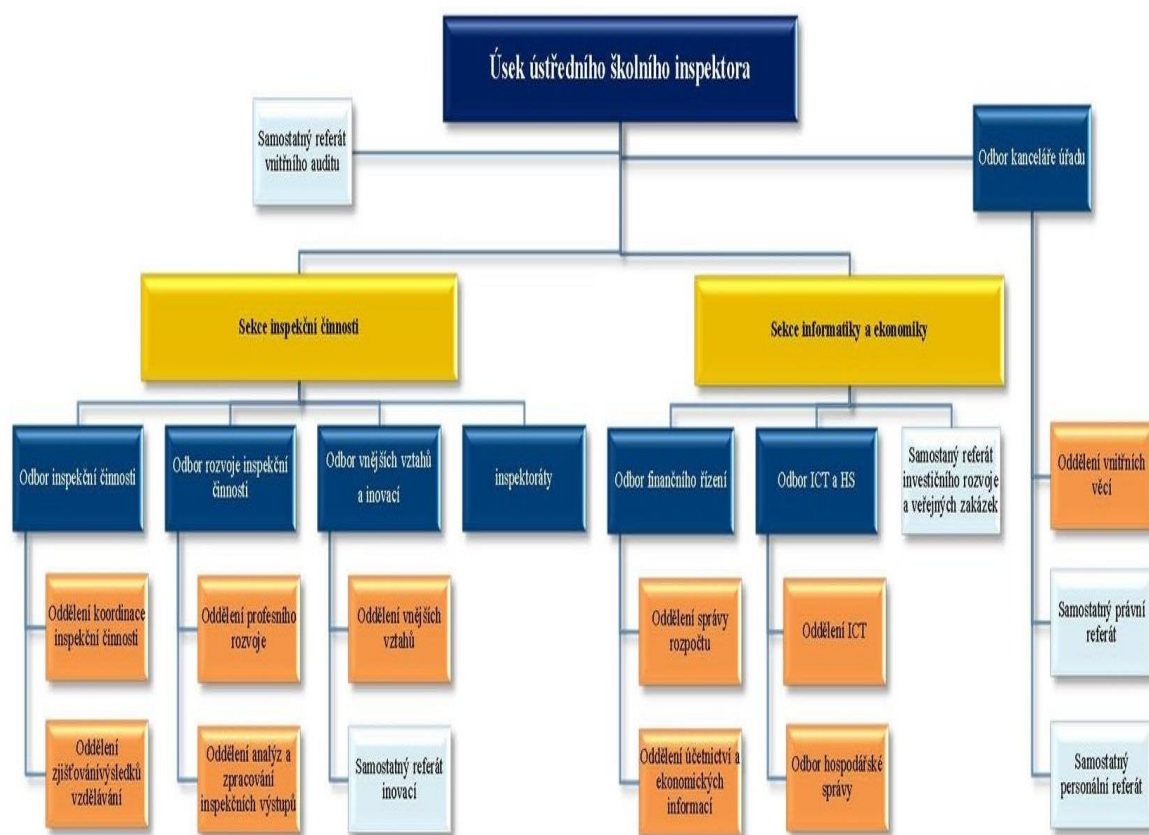 Úsek ústředního školního inspektora
Samostatný referát
vnitřního auditu
Odbor kanceláře úřadu
Sekce inspekční činnosti
Sekce informatiky a ekonomiky
Odbor inspekční činnosti
Odbor rozvoje inspekční
činnosti
Odbor vnějších vztahů
a inovací
inspektoráty
Odbor finančního řízení
Odbor ICT a HS
Samostaný referát
investičního rozvoje
a veřejných zakázek
Oddělení vnitřních
věcí
Oddělení koordinace
inspekční činnosti
Oddělení profesního
rozvoje
Oddělení vnějších
vztahů
Oddělení správy
rozpočtu
Oddělení ICT
Samostatný právní
referát
Oddělení
zjišťovánívýsledků
vzdělávání
Oddělení analýz a
zpracování
inspekčních výstupů
Samostatný referát
inovací
Oddělení účetnictví a
ekonomických
informací
Odbor hospodářské
správy
Samostatný
personální referát